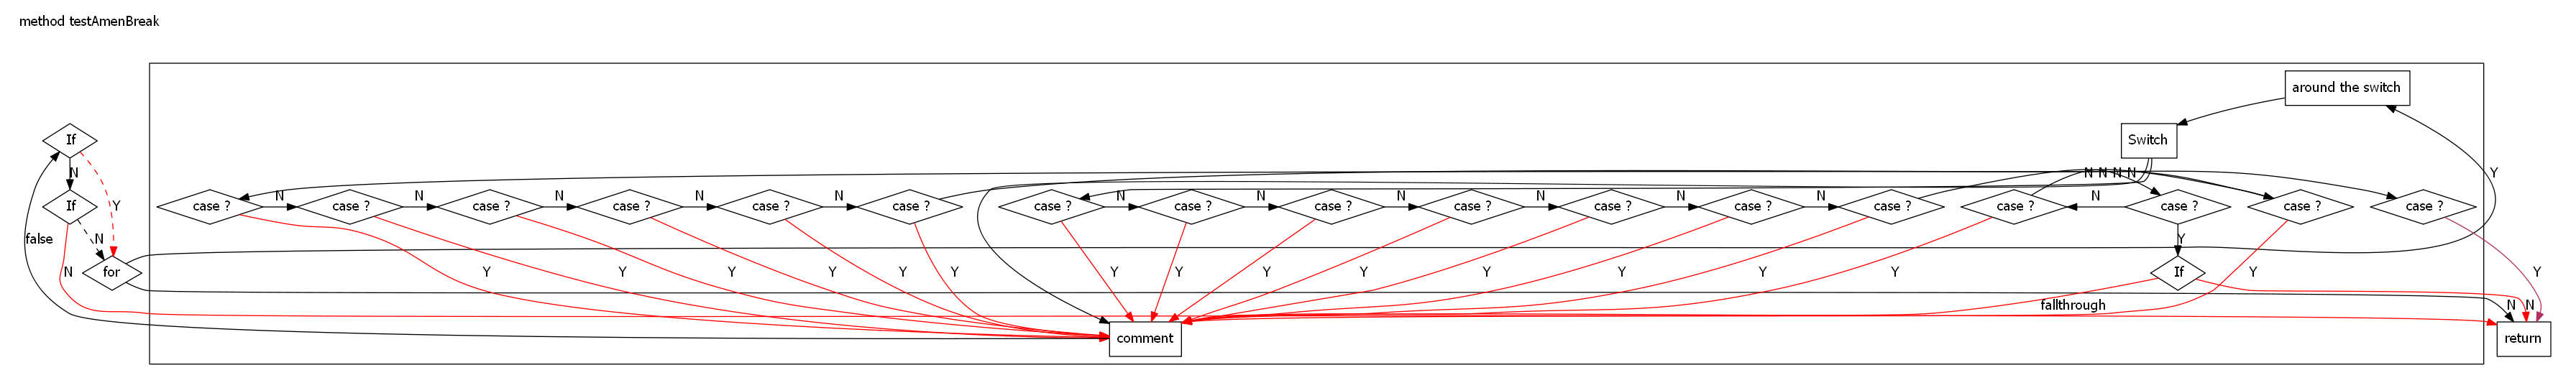 method testAmenBreak
around the switch
If
Switch
N
N N N N
Y
case ?
N
case ?
N
case ?
N
case ?
N
case ?
N
case ?
case ?
N
case ?
N
case ?
N
case ?
N
case ?
N
case ?
N
case ?
case ?
N
case ?
case ?
case ?
If
Y
false
N
Y
for
N
Y
Y
Y
Y
Y
Y
Y
Y
Y
Y
Y
Y
Y
Y
If
Y
Y
fallthrough
N
N
comment
return